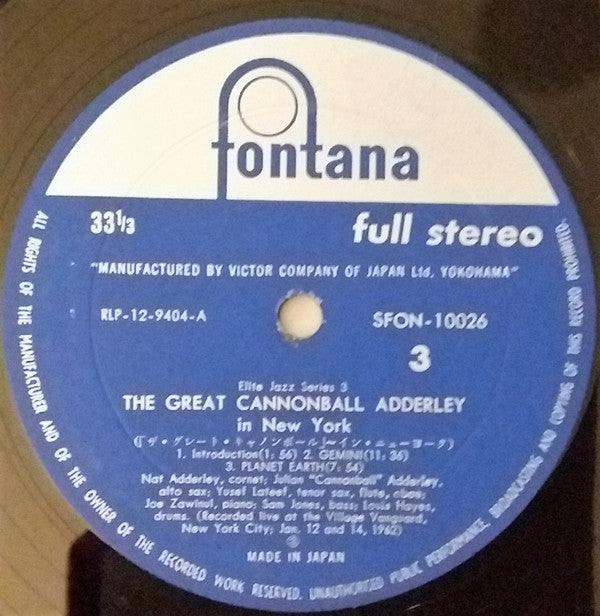 fontana
33 1/3
full stereo
"MANUFACTURED BY VICTOR COMPANY OF JAPAN Ltd. YOKOHAMA"
RLP-12-9404-A
SFON-10026
3
Elite Jazz Series 3
THE GREAT CANNONBALL ADDERLEY
in New York
(「ザ・グレート・キャノンボール」〜イン・ニューヨーク)
1. Introduction(1: 56) 2. GEMINI(11: 36)
3. PLANET EARTH(7: 54)
Nat Adderley, cornet; Julian "Cannonball" Adderley,
alto sax; Yusef Lateef, tenor sax, flute, oboe;
Joe Zawinul, piano; Sam Jones, bass; Louis Hayes,
drums. (Recorded live at the Village Vanguard,
New York City; Jan. 12 and 14, 1962)
3
MADE IN JAPAN
ALL RIGHTS OF THE MANUFACTURER AND OF THE OWNER OF THE RECORDED WORK RESERVED. UNAUTHORISED PUBLIC PERFORMANCE, BROADCASTING AND COPYING OF THIS RECORD PROHIBITED.